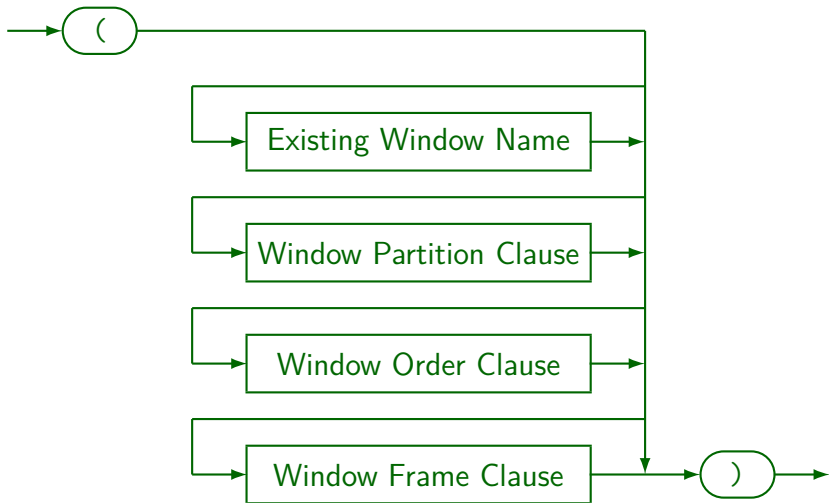 (
Existing Window Name
Window Partition Clause
Window Order Clause
Window Frame Clause
)